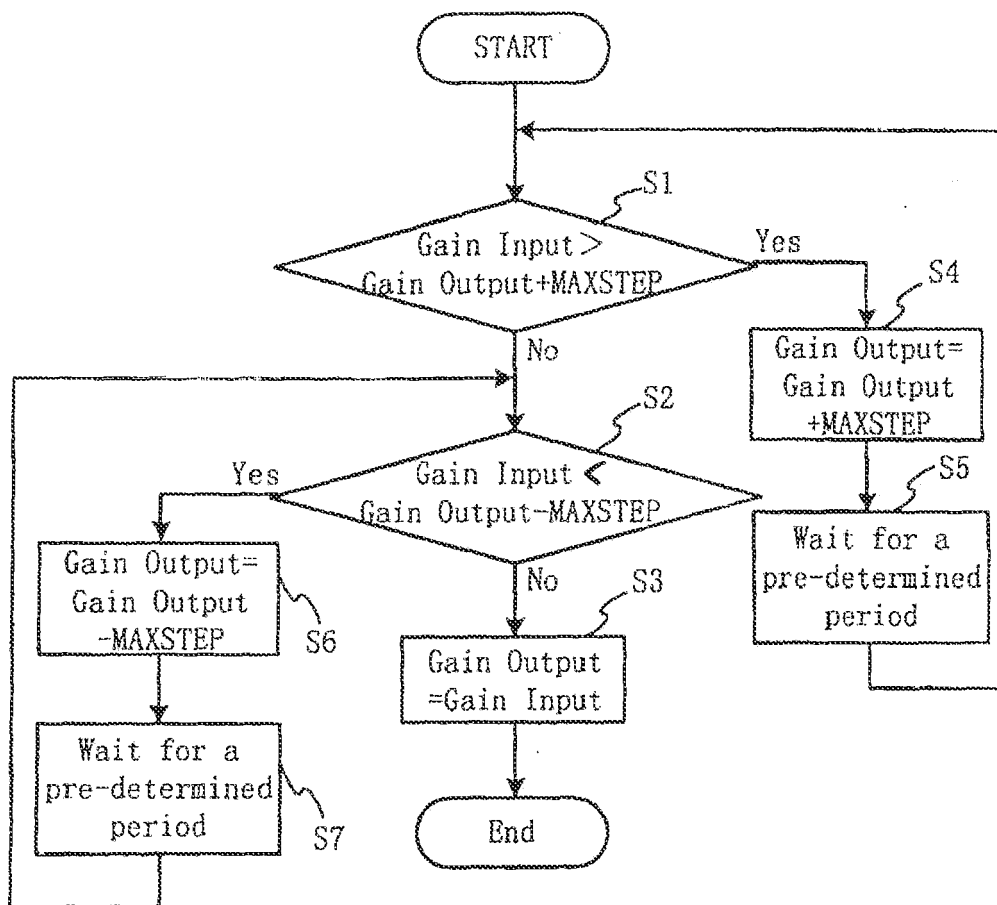 START
S1
Gain Input>
Gain Output+MAXSTEP
Yes
S4
No
Gain Output=
Gain Output
+MAXSTEP
S2
Yes
Gain Input <
Gain Output-MAXSTEP
S5
Wait for a
pre-determined
period
Gain Output=
Gain Output
-MAXSTEP
S6
No
S3
Gain Output
=Gain Input
Wait for a
pre-determined
period
S7
End